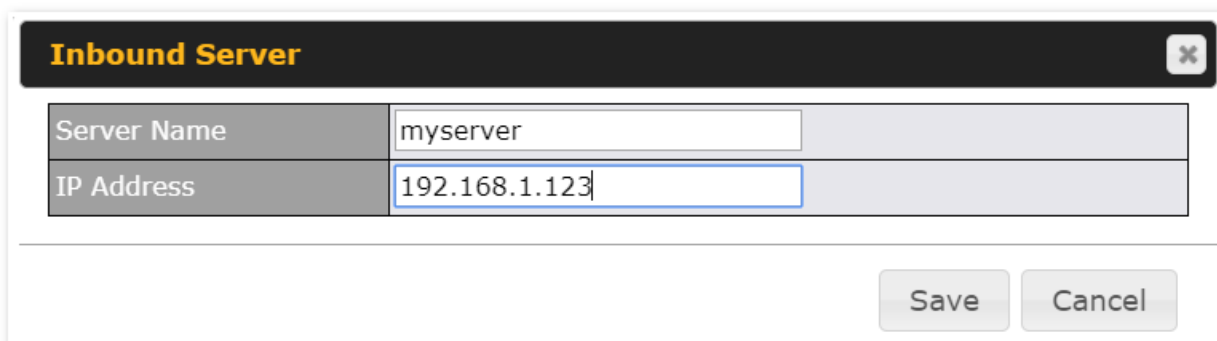 Inbound Server
Server Name myserver
IP Address 192.168.1.123
Save Cancel